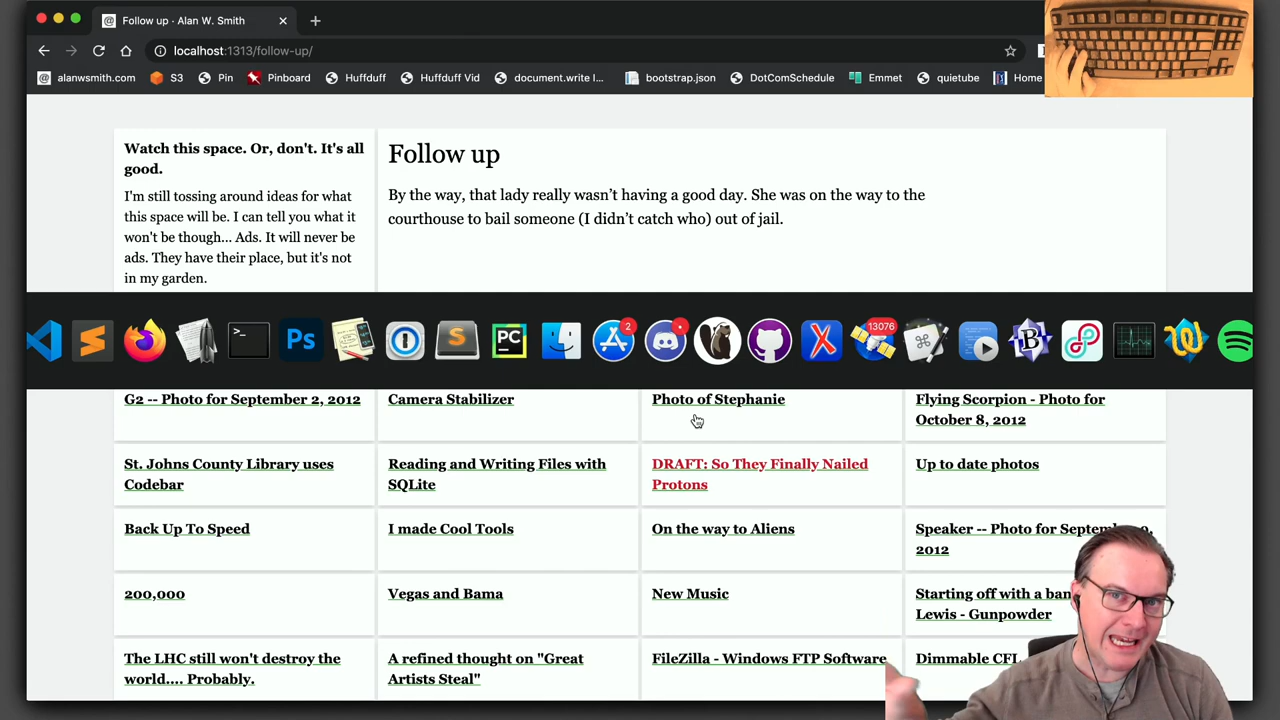 Follow up · Alan W. Smith
localhost:1313/follow-up/
alanwsmith.com
S3
Pin
Pinboard
Huffduff
Huffduff Vid
document.write I...
bootstrap.json
DotComSchedule
Emmet
quietube
Home
Watch this space. Or, don't. It's all
good.
I'm still tossing around ideas for what
this space will be. I can tell you what it
won't be though... Ads. It will never be
ads. They have their place, but it's not
in my garden.
Follow up
By the way, that lady really wasn’t having a good day. She was on the way to the
courthouse to bail someone (I didn’t catch who) out of jail.
>_
Ps
S
PC
2
X
13076
B
G2 -- Photo for September 2, 2012
Camera Stabilizer
Photo of Stephanie
Flying Scorpion - Photo for
October 8, 2012
St. Johns County Library uses
Codebar
Reading and Writing Files with
SQLite
DRAFT: So They Finally Nailed
Protons
Up to date photos
Back Up To Speed
I made Cool Tools
On the way to Aliens
Speaker -- Photo for
2012
200,000
Vegas and Bama
New Music
Starting off with a
Lewis - Gunpowder
The LHC still won't destroy the
world.... Probably.
A refined thought on "Great
Artists Steal"
FileZilla - Windows FTP Software
Dimmable CFL